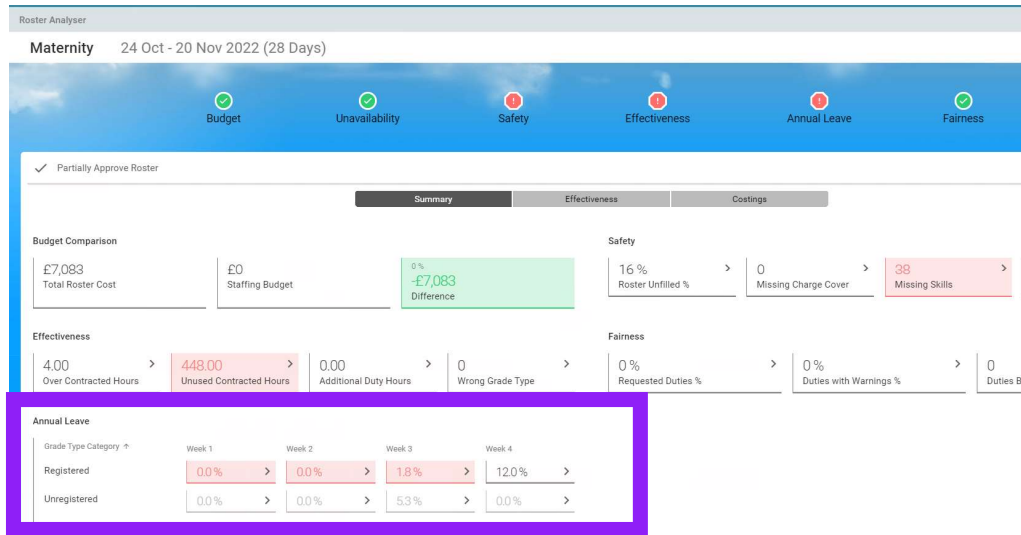 Roster Analyser
Maternity 24 Oct - 20 Nov 2022 (28 Days)
Budget Unavailability Safety Effectiveness Annual Leave Fairness
Partially Approve Roster
Summary Effectiveness Costings
Budget Comparison
£7,083
Total Roster Cost
£0
Staffing Budget
0 %
-£7,083
Difference
Safety
16 %
Roster Unfilled %
0
Missing Charge Cover
38
Missing Skills
Effectiveness
4.00
Over Contracted Hours
448.00
Unused Contracted Hours
0.00
Additional Duty Hours
0
Wrong Grade Type
Fairness
0 %
Requested Duties %
0 %
Duties with Warnings %
0
Duties B
Annual Leave
Grade Type Category ↑ Week 1 Week 2 Week 3 Week 4
Registered 0.0 % 0.0 % 1.8 % 12.0 %
Unregistered 0.0 % 0.0 % 5.3 % 0.0 %